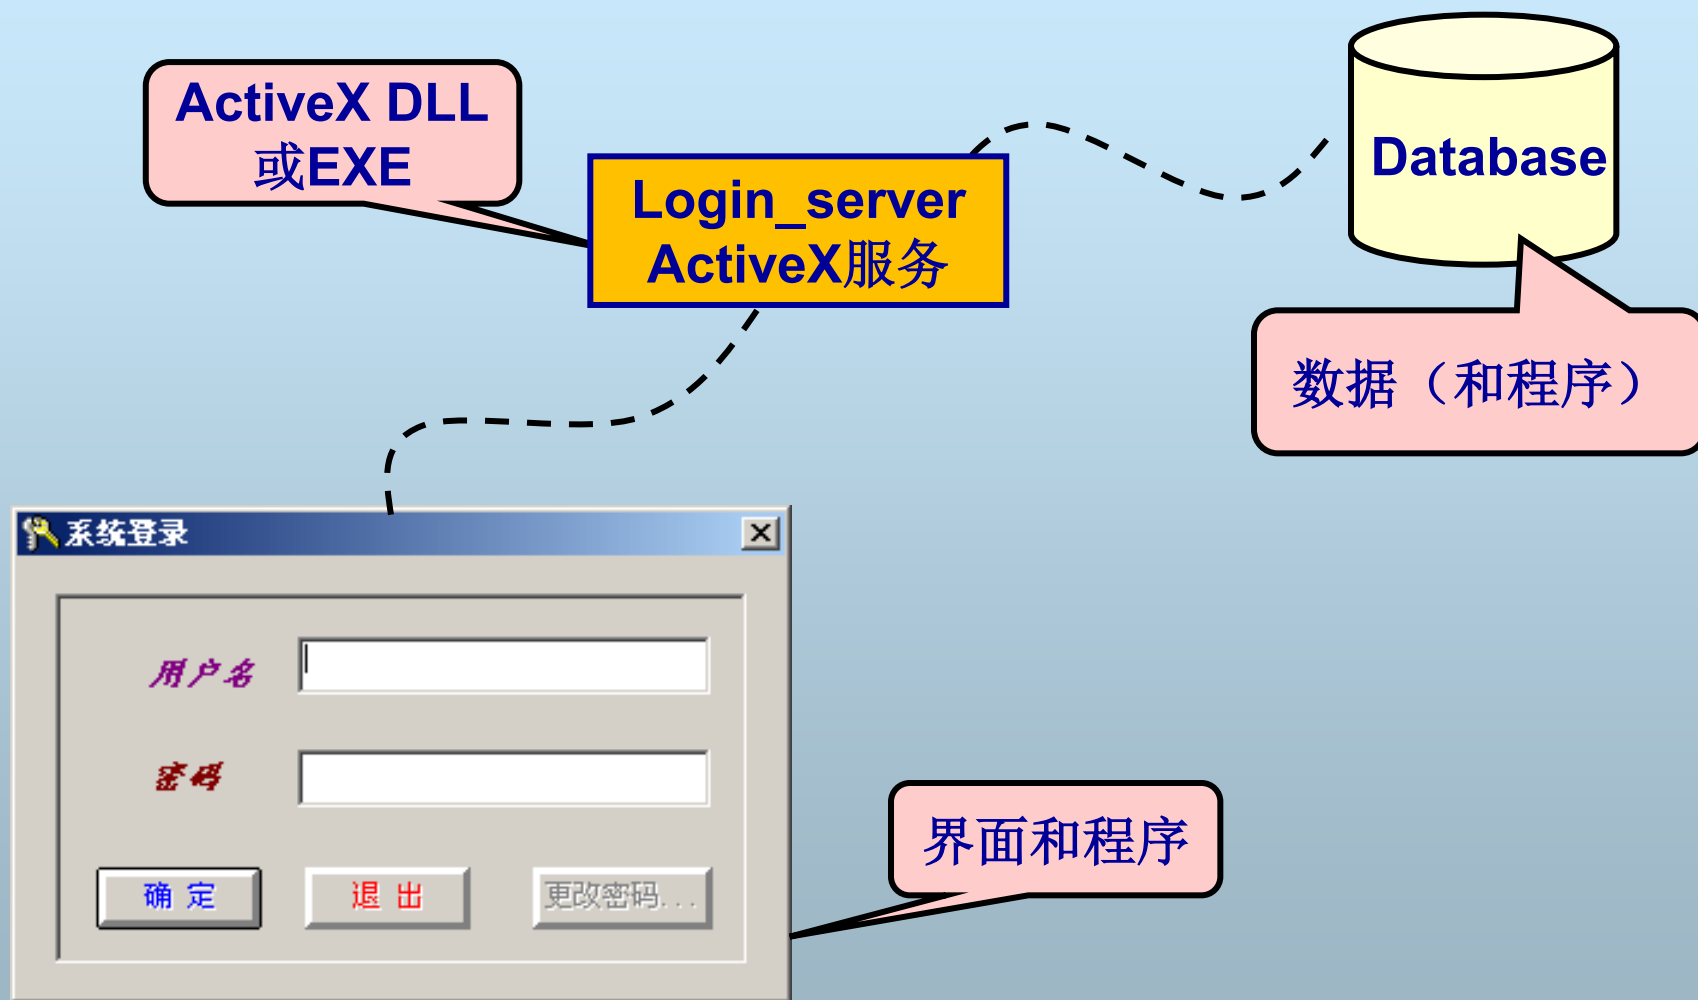 ActiveX DLL
或EXE
Login_server
ActiveX服务
Database
数据（和程序）
系统登录
用户名
密码
确 定
退 出
更改密码...
界面和程序